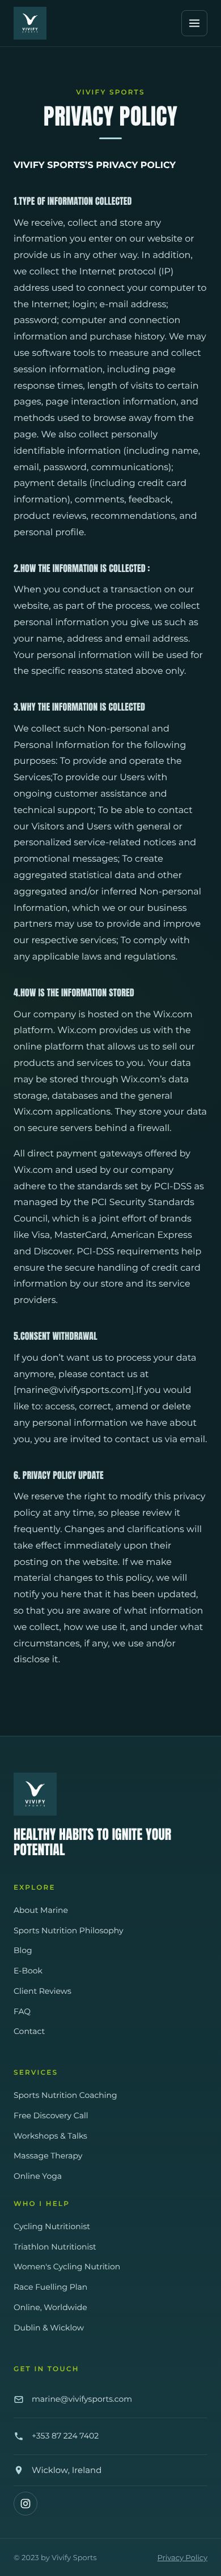 VIVIFY
SPORTS
VIVIFY SPORTS
PRIVACY POLICY
VIVIFY SPORTS'S PRIVACY POLICY
1.TYPE OF INFORMATION COLLECTED
We receive, collect and store any
information you enter on our website or
provide us in any other way. In addition,
we collect the Internet protocol (IP)
address used to connect your computer to
the Internet; login; e-mail address;
password; computer and connection
information and purchase history. We may
use software tools to measure and collect
session information, including page
response times, length of visits to certain
pages, page interaction information, and
methods used to browse away from the
page. We also collect personally
identifiable information (including name,
email, password, communications);
payment details (including credit card
information), comments, feedback,
product reviews, recommendations, and
personal profile.
2.HOW THE INFORMATION IS COLLECTED :
When you conduct a transaction on our
website, as part of the process, we collect
personal information you give us such as
your name, address and email address.
Your personal information will be used for
the specific reasons stated above only.
3.WHY THE INFORMATION IS COLLECTED
We collect such Non-personal and
Personal Information for the following
purposes: To provide and operate the
Services;To provide our Users with
ongoing customer assistance and
technical support; To be able to contact
our Visitors and Users with general or
personalized service-related notices and
promotional messages; To create
aggregated statistical data and other
aggregated and/or inferred Non-personal
Information, which we or our business
partners may use to provide and improve
our respective services; To comply with
any applicable laws and regulations.
4.HOW IS THE INFORMATION STORED
Our company is hosted on the Wix.com
platform. Wix.com provides us with the
online platform that allows us to sell our
products and services to you. Your data
may be stored through Wix.com's data
storage, databases and the general
Wix.com applications. They store your data
on secure servers behind a firewall.
All direct payment gateways offered by
Wix.com and used by our company
adhere to the standards set by PCI-DSS as
managed by the PCI Security Standards
Council, which is a joint effort of brands
like Visa, MasterCard, American Express
and Discover. PCI-DSS requirements help
ensure the secure handling of credit card
information by our store and its service
providers.
5.CONSENT WITHDRAWAL
If you don't want us to process your data
anymore, please contact us at
[marine@vivifysports.com].If you would
like to: access, correct, amend or delete
any personal information we have about
you, you are invited to contact us via email.
6. PRIVACY POLICY UPDATE
We reserve the right to modify this privacy
policy at any time, so please review it
frequently. Changes and clarifications will
take effect immediately upon their
posting on the website. If we make
material changes to this policy, we will
notify you here that it has been updated,
so that you are aware of what information
we collect, how we use it, and under what
circumstances, if any, we use and/or
disclose it.
VIVIFY
SPORTS
HEALTHY HABITS TO IGNITE YOUR
POTENTIAL
EXPLORE
About Marine
Sports Nutrition Philosophy
Blog
E-Book
Client Reviews
FAQ
Contact
SERVICES
Sports Nutrition Coaching
Free Discovery Call
Workshops & Talks
Massage Therapy
Online Yoga
WHO I HELP
Cycling Nutritionist
Triathlon Nutritionist
Women's Cycling Nutrition
Race Fuelling Plan
Online, Worldwide
Dublin & Wicklow
GET IN TOUCH
marine@vivifysports.com
+353 87 224 7402
Wicklow, Ireland
© 2023 by Vivify Sports
Privacy Policy